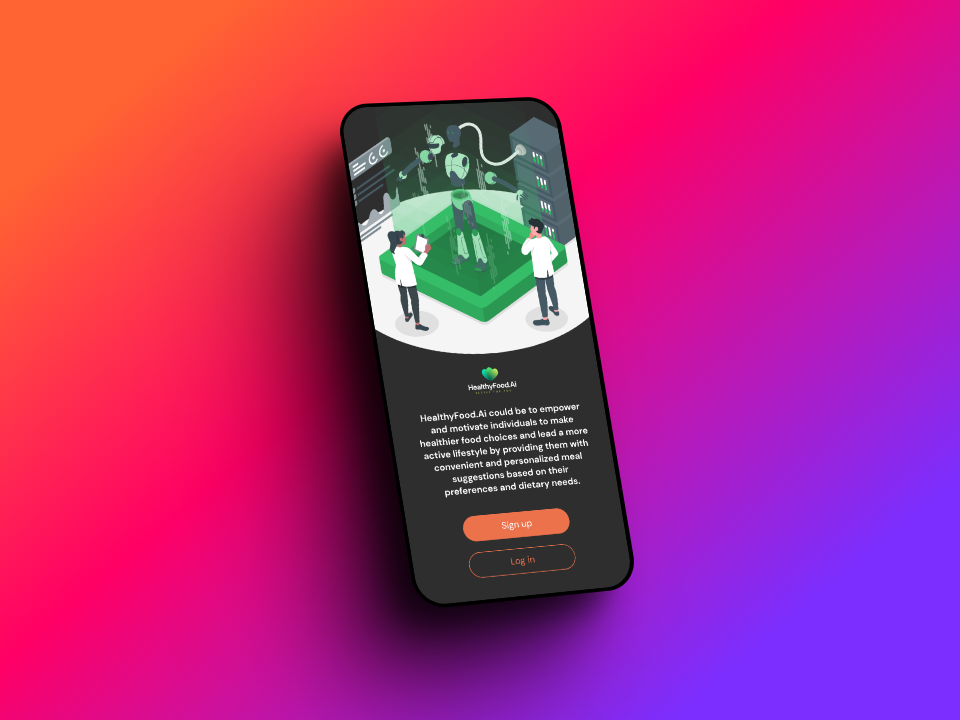 HealthyFood.Ai
HealthyFood.Ai could be to empower
and motivate individuals to make
healthier food choices and lead a more
active lifestyle by providing them with
convenient and personalized meal
suggestions based on their
preferences and dietary needs.
Sign up
Log in